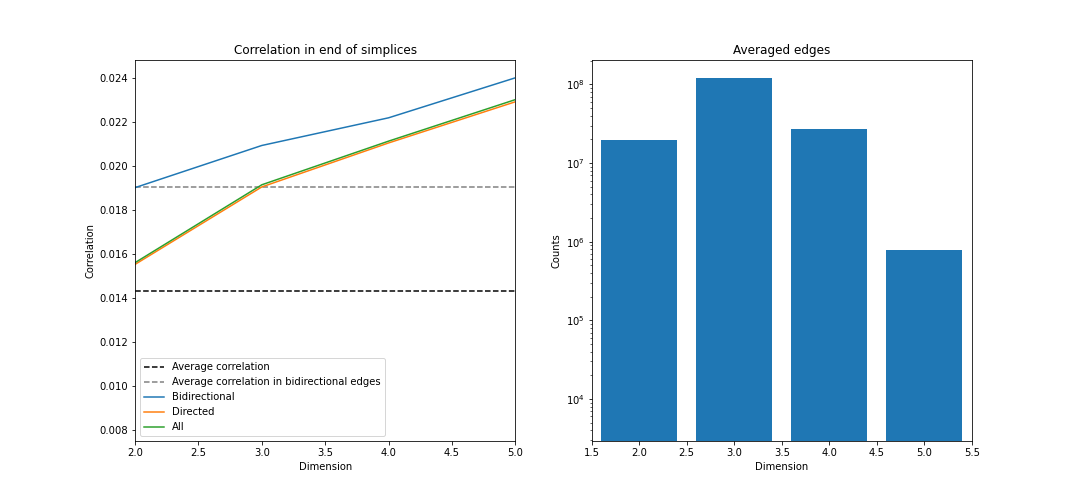 Correlation in end of simplices
0.024
0.022
0.020
0.018
0.016
0.014
0.012
0.010
0.008
Correlation
Average correlation
Average correlation in bidirectional edges
Bidirectional
Directed
All
2.0 2.5 3.0 3.5 4.0 4.5 5.0
Dimension
Averaged edges
10⁸
10⁷
10⁶
10⁵
10⁴
Counts
1.5 2.0 2.5 3.0 3.5 4.0 4.5 5.0 5.5
Dimension